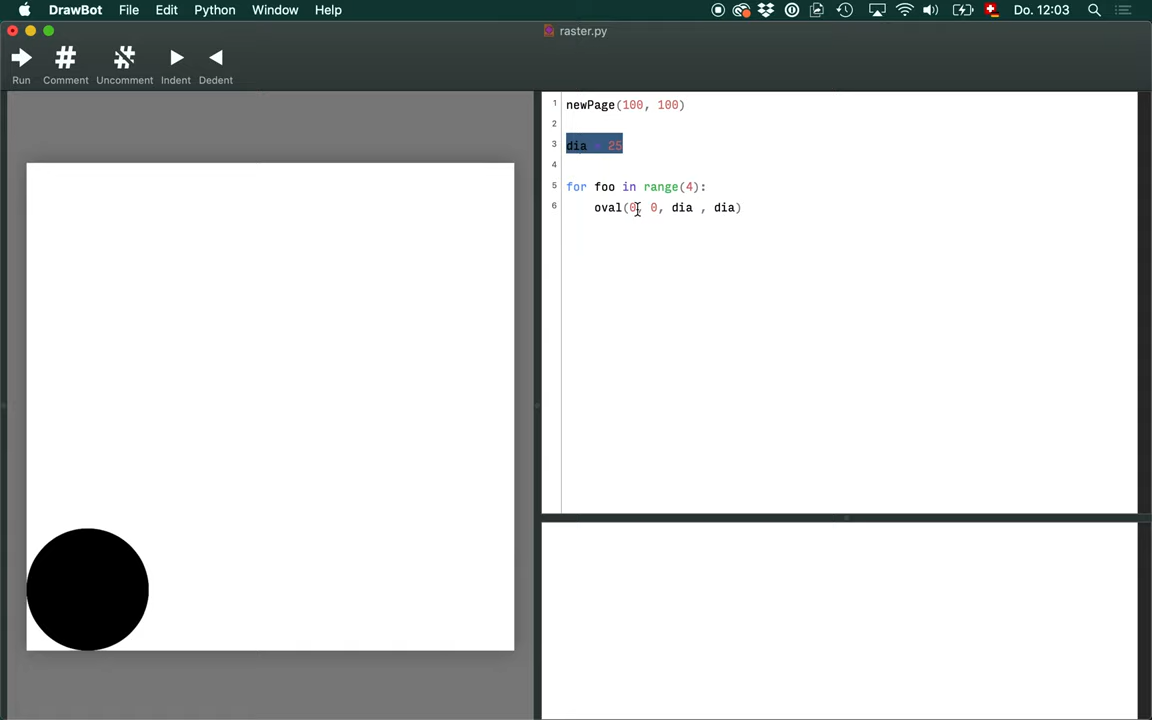 DrawBot File Edit Python Window Help Do. 12:03
raster.py
Run Comment Uncomment Indent Dedent
1 newPage(100, 100)
2
3 dia = 25
4
5 for foo in range(4):
6 oval(0, 0, dia , dia)